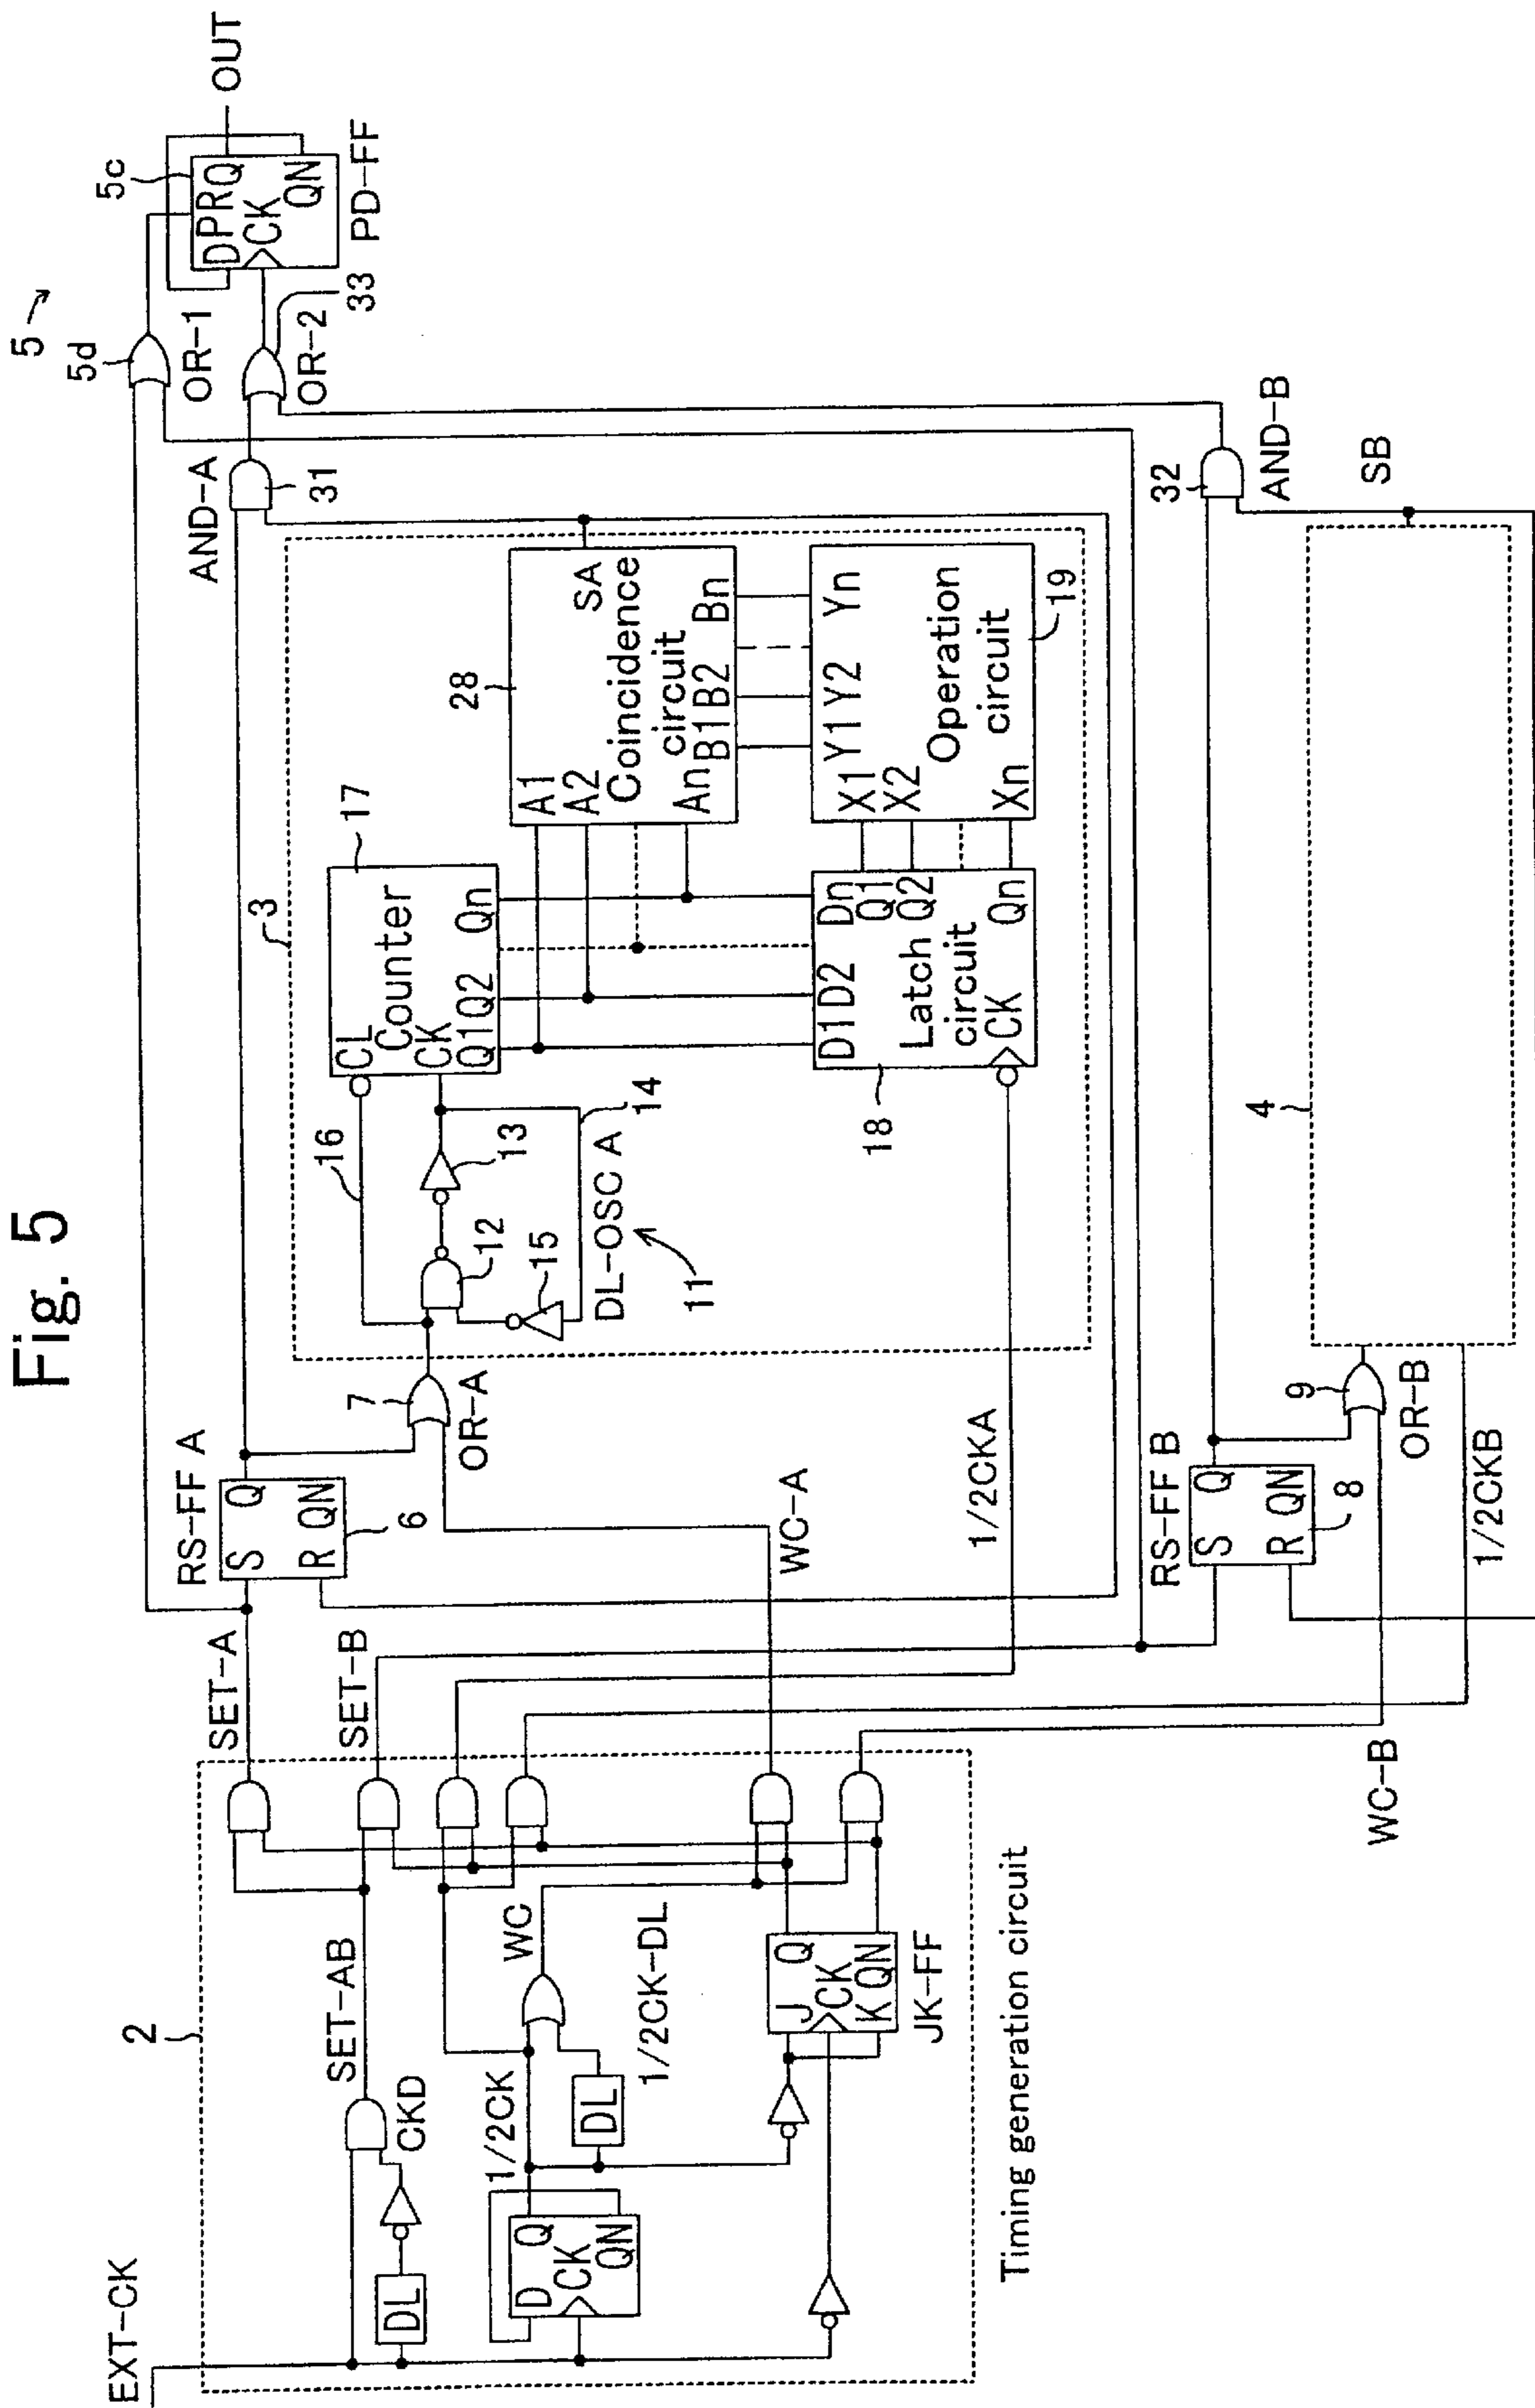 Fig. 5
EXT-CK
2
SET-AB
CKD
DL
1/2CK
D Q
CK
QN
WC
DL
1/2CK-DL
J Q
CK
K QN
JK-FF
Timing generation circuit
SET-A
SET-B
RS-FF A
S Q
R QN
6
7
OR-A
WC-A
1/2CKA
3
16
12
13
15
14
DL-OSC A
11
17
CL
Counter
CK
Q1 Q2 Qn
18
D1 D2 Dn
Latch
circuit
CK
Q1
Q2
Qn
28
A1
A2
An
SA
Coincidence
circuit
B1 B2 Bn
Y1 Y2 Yn
X1
X2
Xn
Operation
circuit
19
AND-A
31
5
5d
OR-1
OR-2
33
5c
D PR Q
CK
QN
PD-FF
OUT
RS-FF B
S Q
R QN
8
9
OR-B
1/2CKB
WC-B
4
32
AND-B
SB